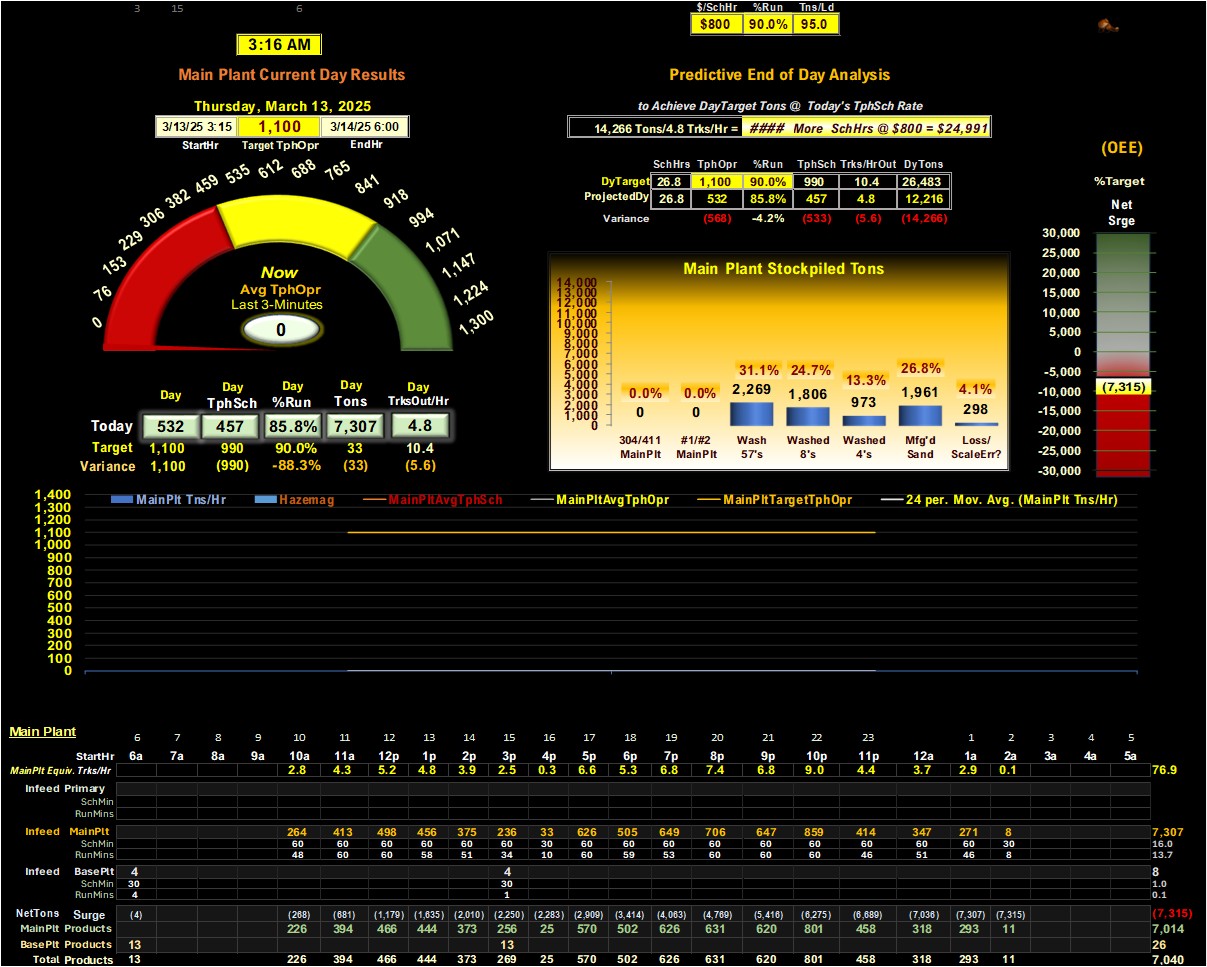 3 15 6
$/SchHr %Run Tns/Ld
$800 90.0% 95.0
3:16 AM
Main Plant Current Day Results
Predictive End of Day Analysis
Thursday, March 13, 2025
to Achieve DayTarget Tons @ Today's TphSch Rate
3/13/25 3:15 1,100 3/14/25 6:00
14,266 Tons/4.8 Trks/Hr = #### More SchHrs @ $800 = $24,991
StartHr Target TphOpr EndHr
(OEE)
SchHrs TphOpr %Run TphSch Trks/HrOut DyTons
DyTarget 26.8 1,100 90.0% 990 10.4 26,483
ProjectedDy 26.8 532 85.8% 457 4.8 12,216
Variance (568) -4.2% (533) (5.6) (14,266)
%Target
Net
Srge
30,000
25,000
20,000
15,000
10,000
5,000
0
-5,000
(7,315)
-10,000
-15,000
-20,000
-25,000
-30,000
0 76 153 229 306 382 459 535 612 688 765 841 918 994 1,071 1,147 1,224 1,300
Now
Avg TphOpr
Last 3-Minutes
0
Main Plant Stockpiled Tons
14,000
13,000
12,000
11,000
10,000
9,000
8,000
7,000
6,000
5,000
4,000
3,000
2,000
1,000
0
0.0% 0.0% 31.1% 24.7% 13.3% 26.8% 4.1%
0 0 2,269 1,806 973 1,961 298
304/411 #1/#2 Wash Washed Washed Mfg'd Loss/
MainPlt MainPlt 57's 8's 4's Sand ScaleErr?
Day Day Day Day Day
TphSch %Run Tons TrksOut/Hr
Today 532 457 85.8% 7,307 4.8
Target 1,100 990 90.0% 33 10.4
Variance 1,100 (990) -88.3% (33) (5.6)
MainPlt Tns/Hr Hazemag MainPltAvgTphSch MainPltAvgTphOpr MainPltTargetTphOpr 24 per. Mov. Avg. (MainPlt Tns/Hr)
1,400
1,300
1,200
1,100
1,000
900
800
700
600
500
400
300
200
100
0
Main Plant
6 7 8 9 10 11 12 13 14 15 16 17 18 19 20 21 22 23 1 2 3 4 5
StartHr 6a 7a 8a 9a 10a 11a 12p 1p 2p 3p 4p 5p 6p 7p 8p 9p 10p 11p 12a 1a 2a 3a 4a 5a
MainPlt Equiv. Trks/Hr 2.8 4.3 5.2 4.8 3.9 2.5 0.3 6.6 5.3 6.8 7.4 6.8 9.0 4.4 3.7 2.9 0.1 76.9
Infeed Primary
SchMin
RunMins
Infeed MainPlt 264 413 498 456 375 236 33 626 505 649 706 647 859 414 347 271 8 7,307
SchMin 60 60 60 60 60 60 30 60 60 60 60 60 60 60 60 60 30 16.0
RunMins 48 60 60 58 51 34 10 60 59 53 60 60 60 46 51 46 8 13.7
Infeed BasePlt 4 4 8
SchMin 30 30 1.0
RunMins 4 1 0.1
NetTons Surge (4) (268) (681) (1,179) (1,635) (2,010) (2,250) (2,283) (2,909) (3,414) (4,063) (4,769) (5,416) (6,275) (6,689) (7,036) (7,307) (7,315) (7,315)
MainPlt Products 226 394 466 444 373 256 25 570 502 626 631 620 801 458 318 293 11 7,014
BasePlt Products 13 13 26
Total Products 13 226 394 466 444 373 269 25 570 502 626 631 620 801 458 318 293 11 7,040